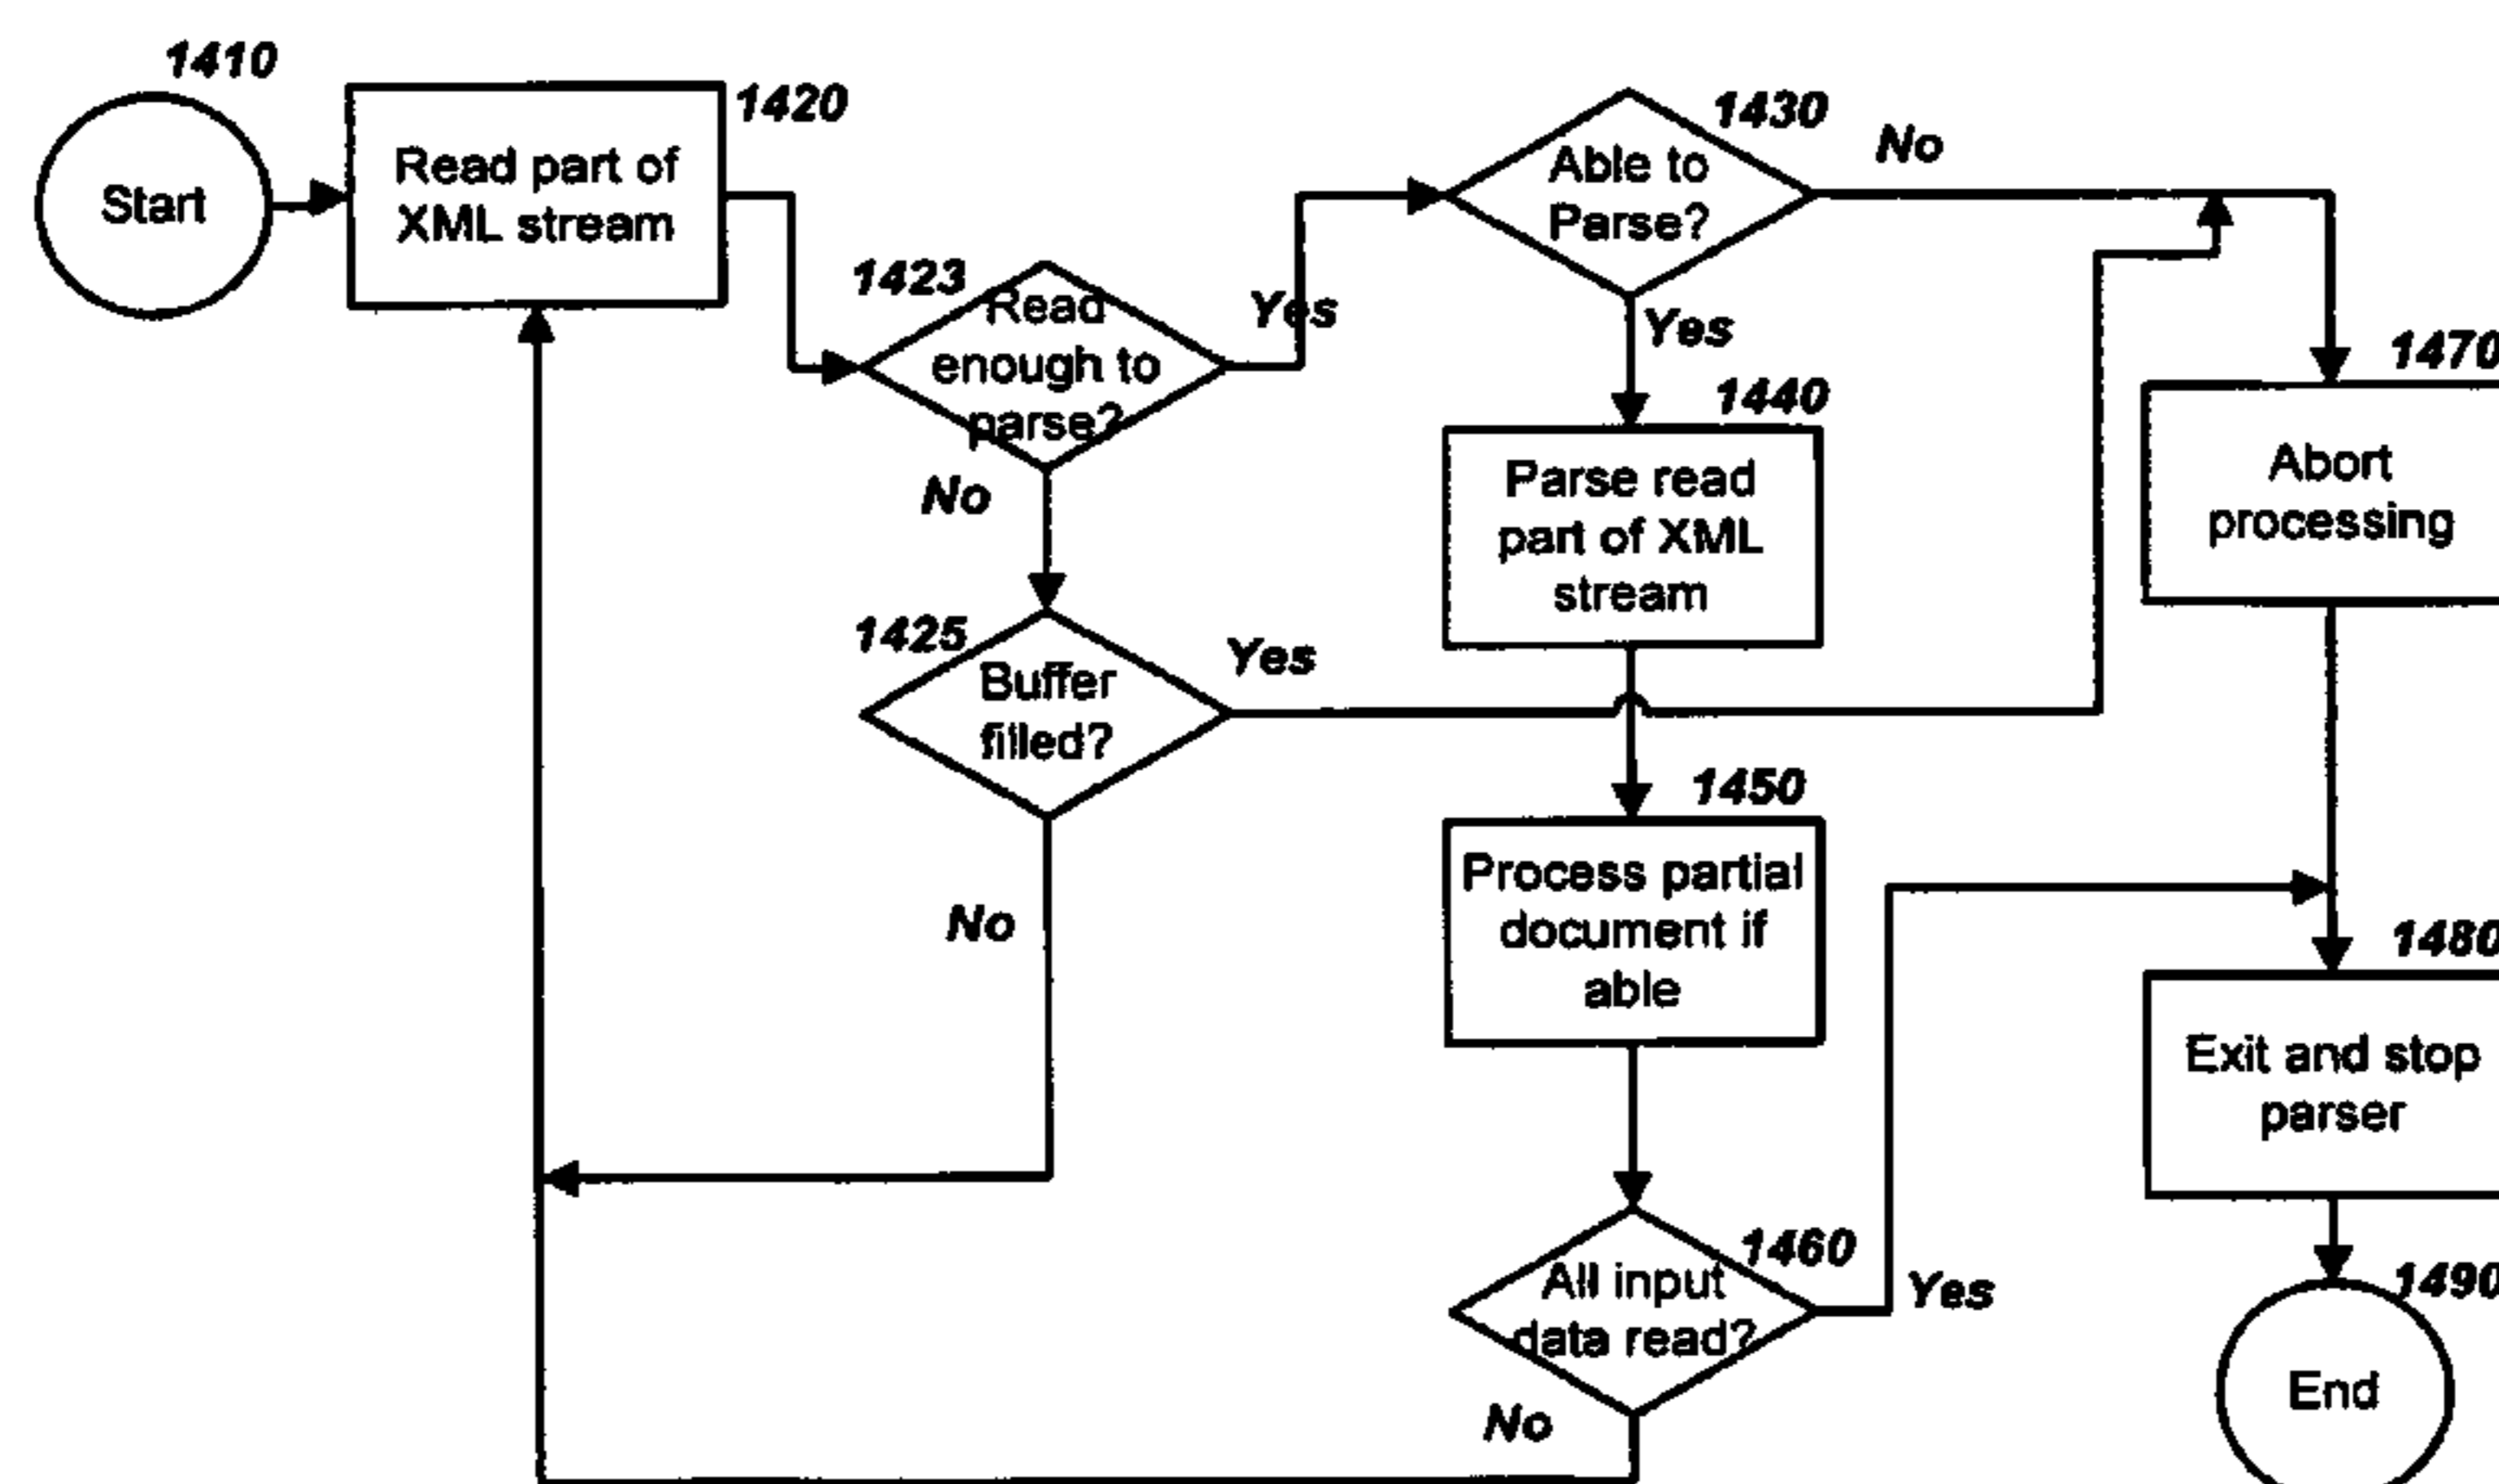 1410
Start
Read part of
XML stream
1420
1423
Read
enough to
parse?
Yes
No
1425
Buffer
filled?
Yes
No
1430
Able to
Parse?
No
Yes
1440
Parse read
part of XML
stream
1450
Process partial
document if
able
1460
All input
data read?
Yes
No
1470
Abort
processing
1480
Exit and stop
parser
1490
End